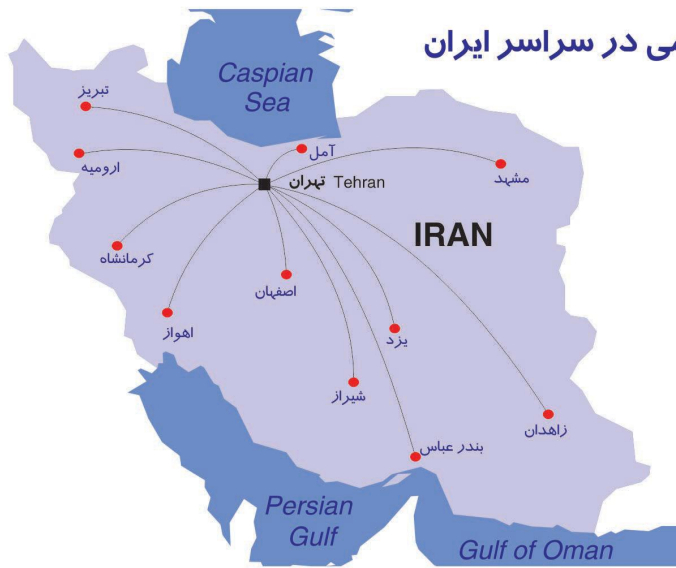 در سراسر ایران
Caspian
Sea
تبریز
آمل
ارومیه
مشهد
تهران Tehran
IRAN
کرمانشاه
اصفهان
اهواز
یزد
شیراز
زاهدان
بندر عباس
Persian
Gulf
Gulf of Oman